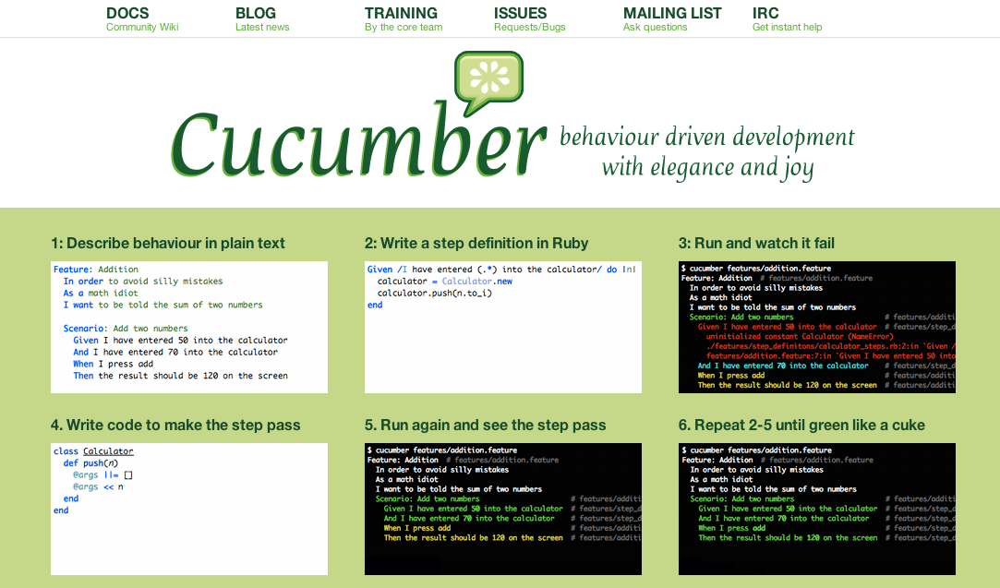 DOCS
Community Wiki
BLOG
Latest news
TRAINING
By the core team
ISSUES
Requests/Bugs
MAILING LIST
Ask questions
IRC
Get instant help
Cucumber
behaviour driven development
with elegance and joy
1: Describe behaviour in plain text
Feature: Addition
In order to avoid silly mistakes
As a math idiot
I want to be told the sum of two numbers
Scenario: Add two numbers
Given I have entered 50 into the calculator
And I have entered 70 into the calculator
When I press add
Then the result should be 120 on the screen
2: Write a step definition in Ruby
Given /I have entered (.*) into the calculator/ do |n|
calculator = Calculator.new
calculator.push(n.to_i)
end
3: Run and watch it fail
$ cucumber features/addition.feature
Feature: Addition # features/addition.feature
In order to avoid silly mistakes
As a math idiot
I want to be told the sum of two numbers
Scenario: Add two numbers # features/additi
Given I have entered 50 into the calculator # features/step_d
uninitialized constant Calculator (NameError)
./features/step_definitons/calculator_steps.rb:2:in `Given /
features/addition.feature:7:in `Given I have entered 50 into
And I have entered 70 into the calculator # features/step_d
When I press add # features/additi
Then the result should be 120 on the screen # features/additi
4. Write code to make the step pass
class Calculator
def push(n)
@args ||= []
@args << n
end
end
5. Run again and see the step pass
$ cucumber features/addition.feature
Feature: Addition # features/addition.feature
In order to avoid silly mistakes
As a math idiot
I want to be told the sum of two numbers
Scenario: Add two numbers # features/additi
Given I have entered 50 into the calculator # features/step_d
And I have entered 70 into the calculator # features/step_d
When I press add # features/additi
Then the result should be 120 on the screen # features/additi
6. Repeat 2-5 until green like a cuke
$ cucumber features/addition.feature
Feature: Addition # features/addition.feature
In order to avoid silly mistakes
As a math idiot
I want to be told the sum of two numbers
Scenario: Add two numbers # features/additi
Given I have entered 50 into the calculator # features/step_d
And I have entered 70 into the calculator # features/step_d
When I press add # features/step_d
Then the result should be 120 on the screen # features/step_d